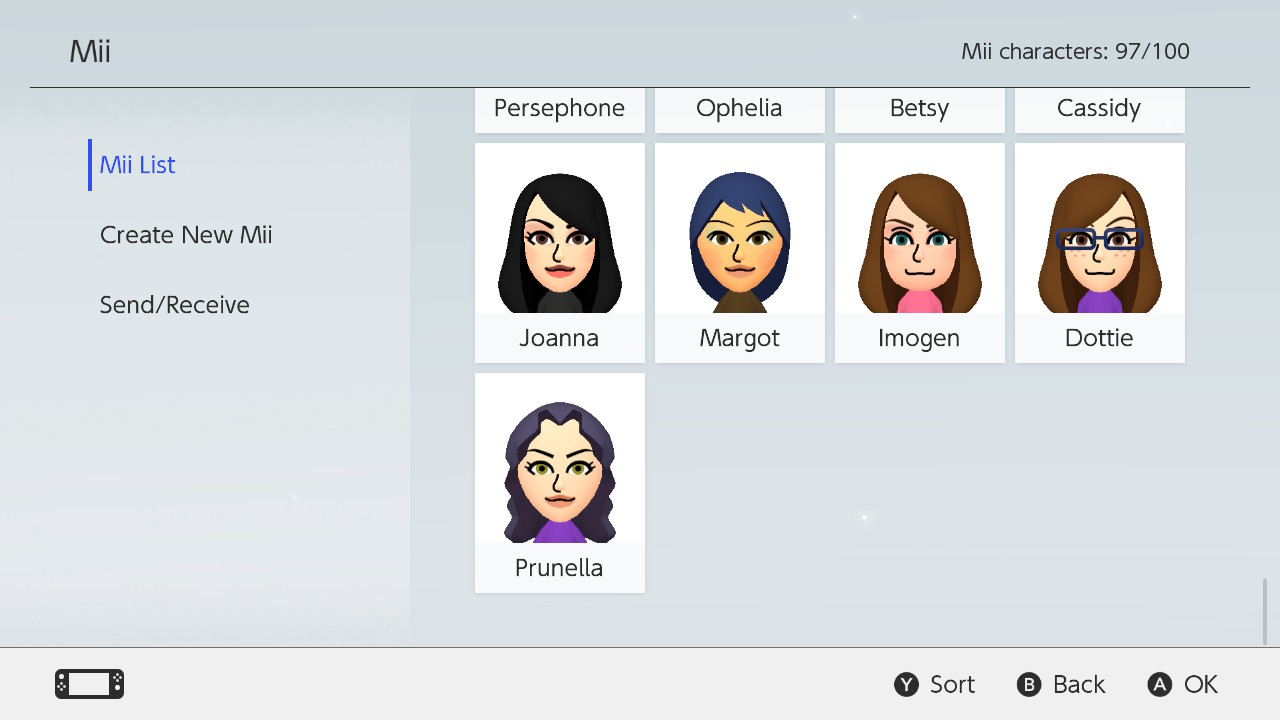 Mii
Mii characters: 97/100
Mii List
Create New Mii
Send/Receive
Persephone
Ophelia
Betsy
Cassidy
Joanna
Margot
Imogen
Dottie
Prunella
Y Sort
B Back
A OK